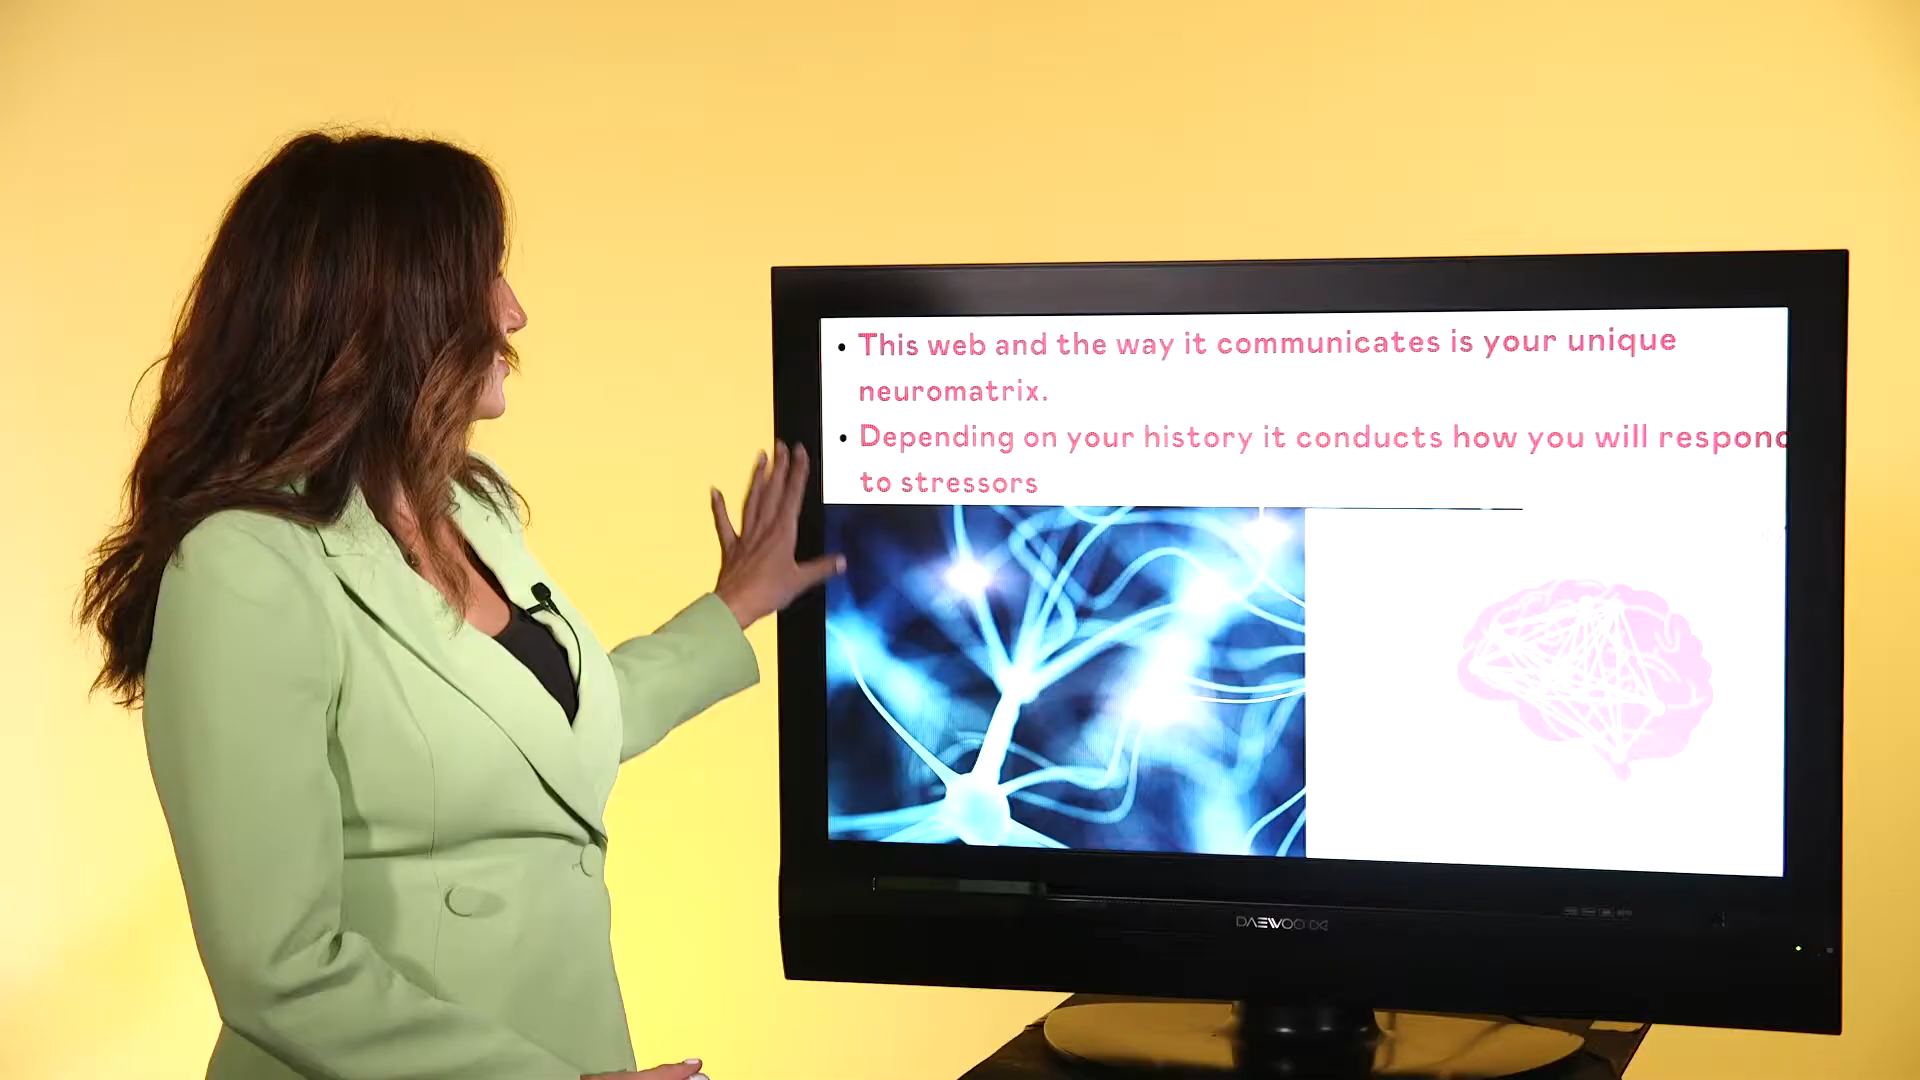 • This web and the way it communicates is your unique
neuromatrix.
• Depending on your history it conducts how you will respond
to stressors
DAEWOO